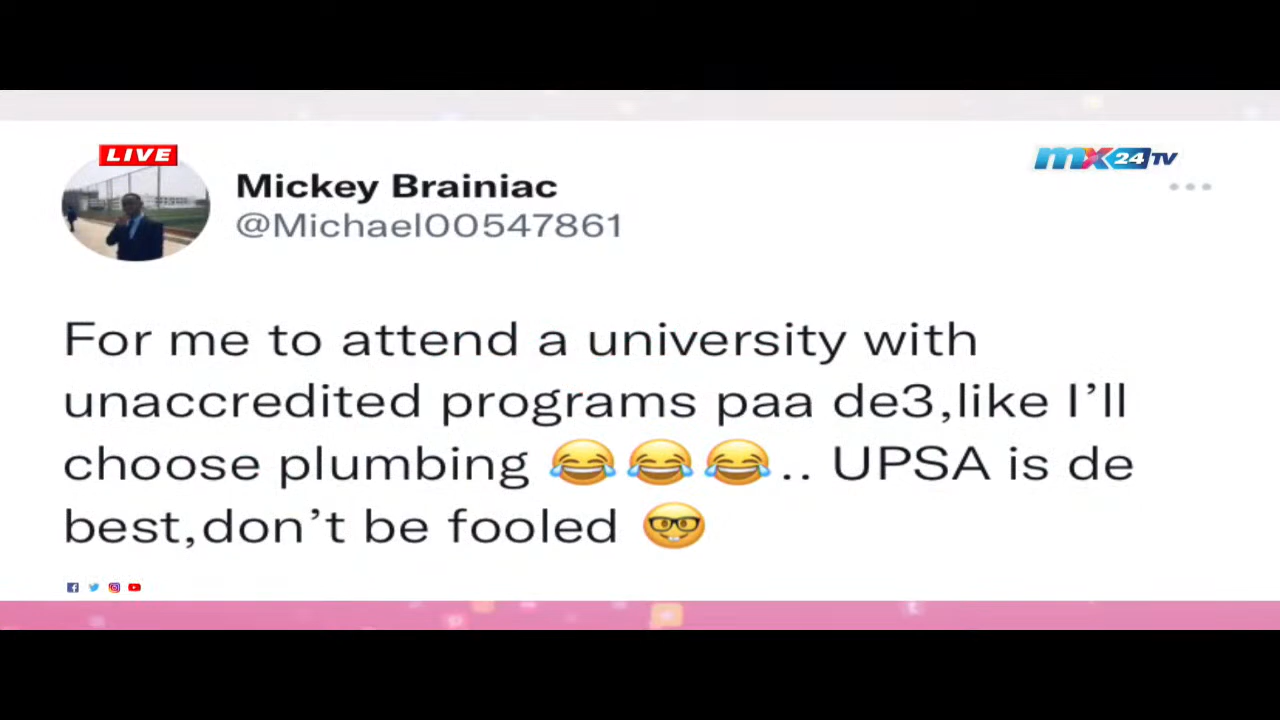 LIVE
mx24TV
Mickey Brainiac
@Michael00547861
For me to attend a university with
unaccredited programs paa de3,like I’ll
choose plumbing 😂😂😂.. UPSA is de
best,don’t be fooled 🤓